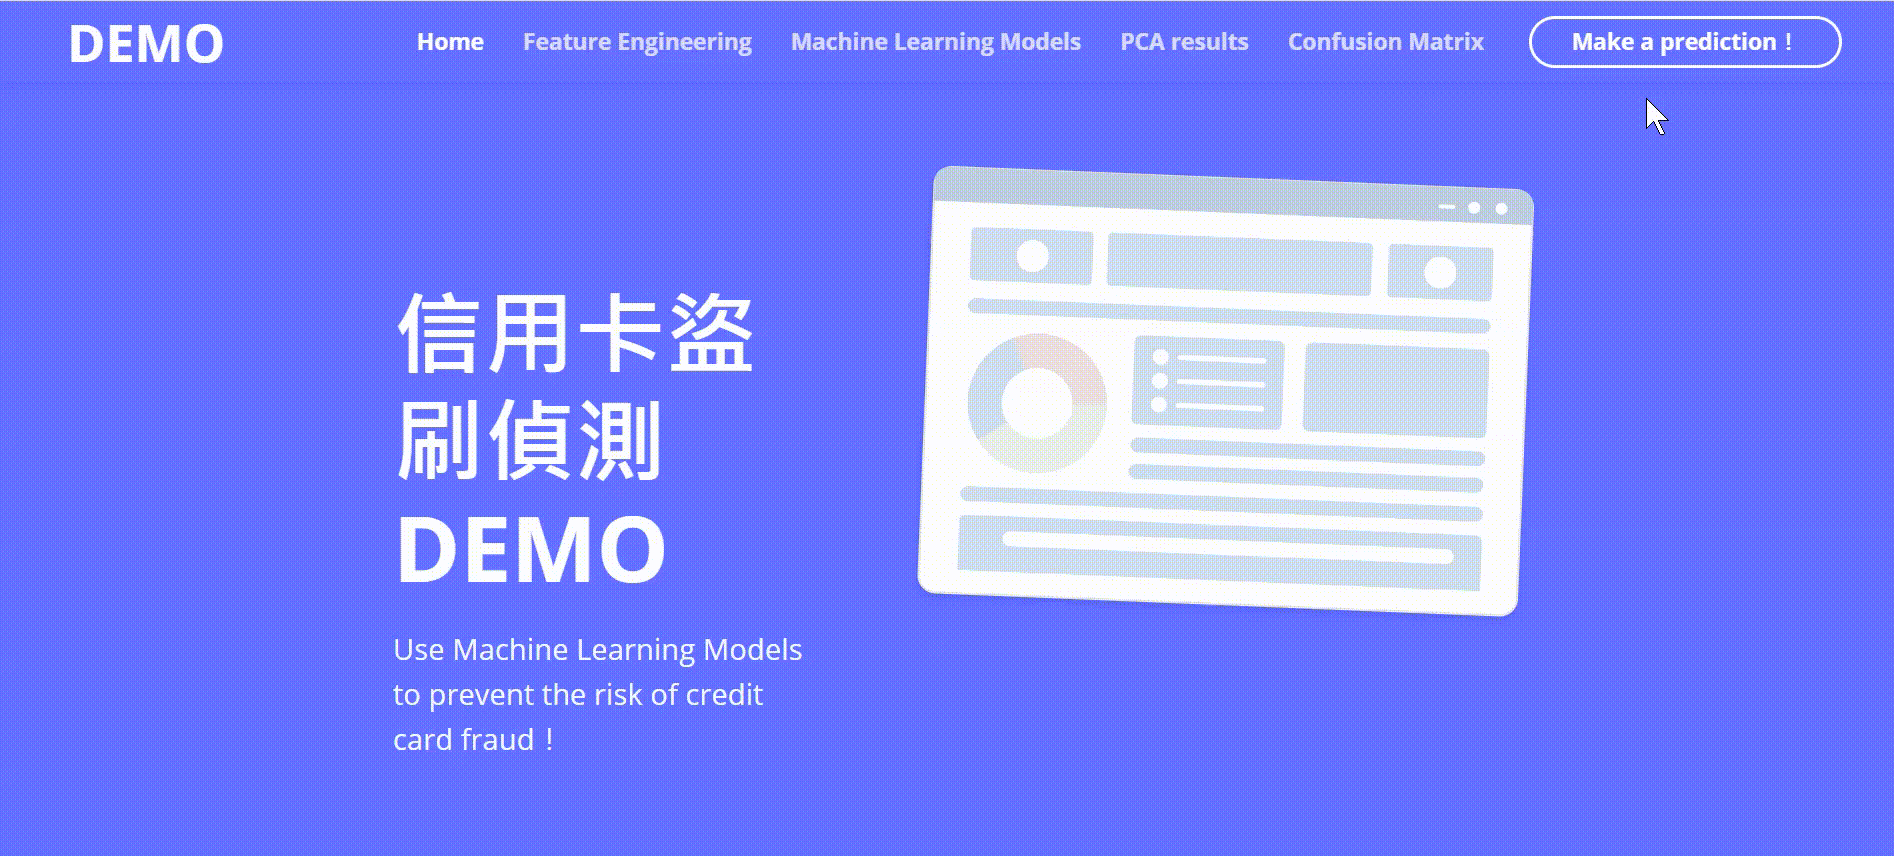 DEMO
Home Feature Engineering Machine Learning Models PCA results Confusion Matrix Make a prediction !
信用卡盜
刷偵測
DEMO
Use Machine Learning Models
to prevent the risk of credit
card fraud !